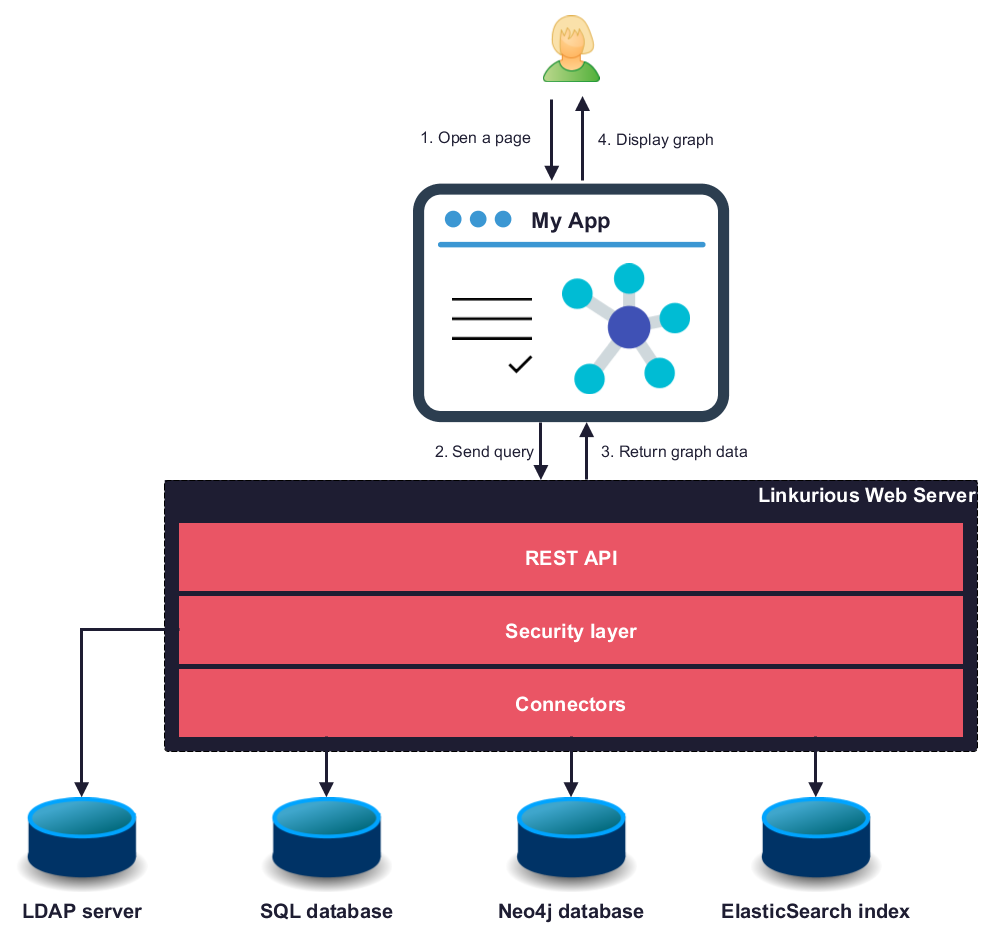 1. Open a page
4. Display graph
My App
2. Send query
3. Return graph data
Linkurious Web Server
REST API
Security layer
Connectors
LDAP server
SQL database
Neo4j database
ElasticSearch index